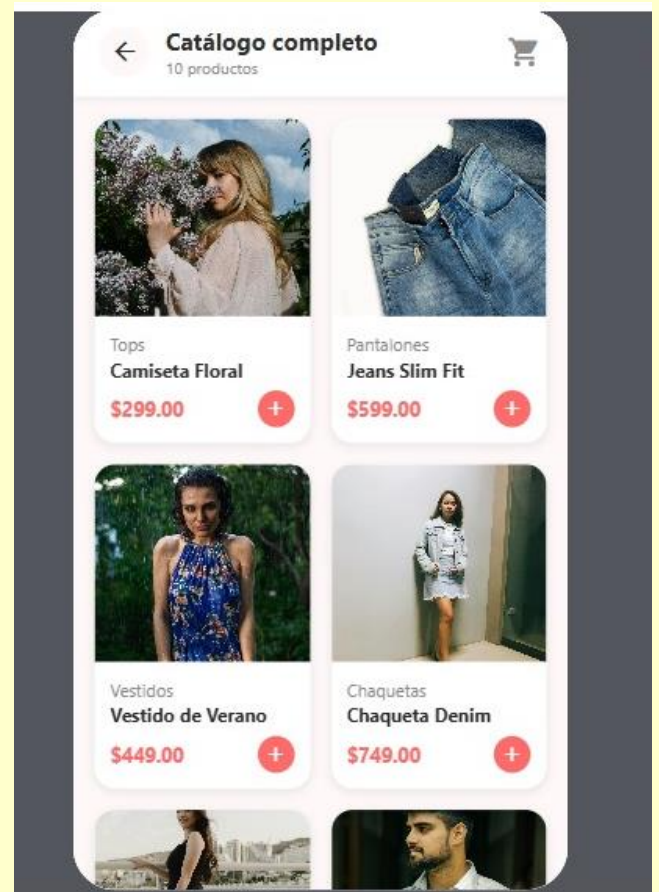 Catálogo completo
10 productos
Tops
Camiseta Floral
$299.00
+
Pantalones
Jeans Slim Fit
$599.00
+
Vestidos
Vestido de Verano
$449.00
+
Chaquetas
Chaqueta Denim
$749.00
+